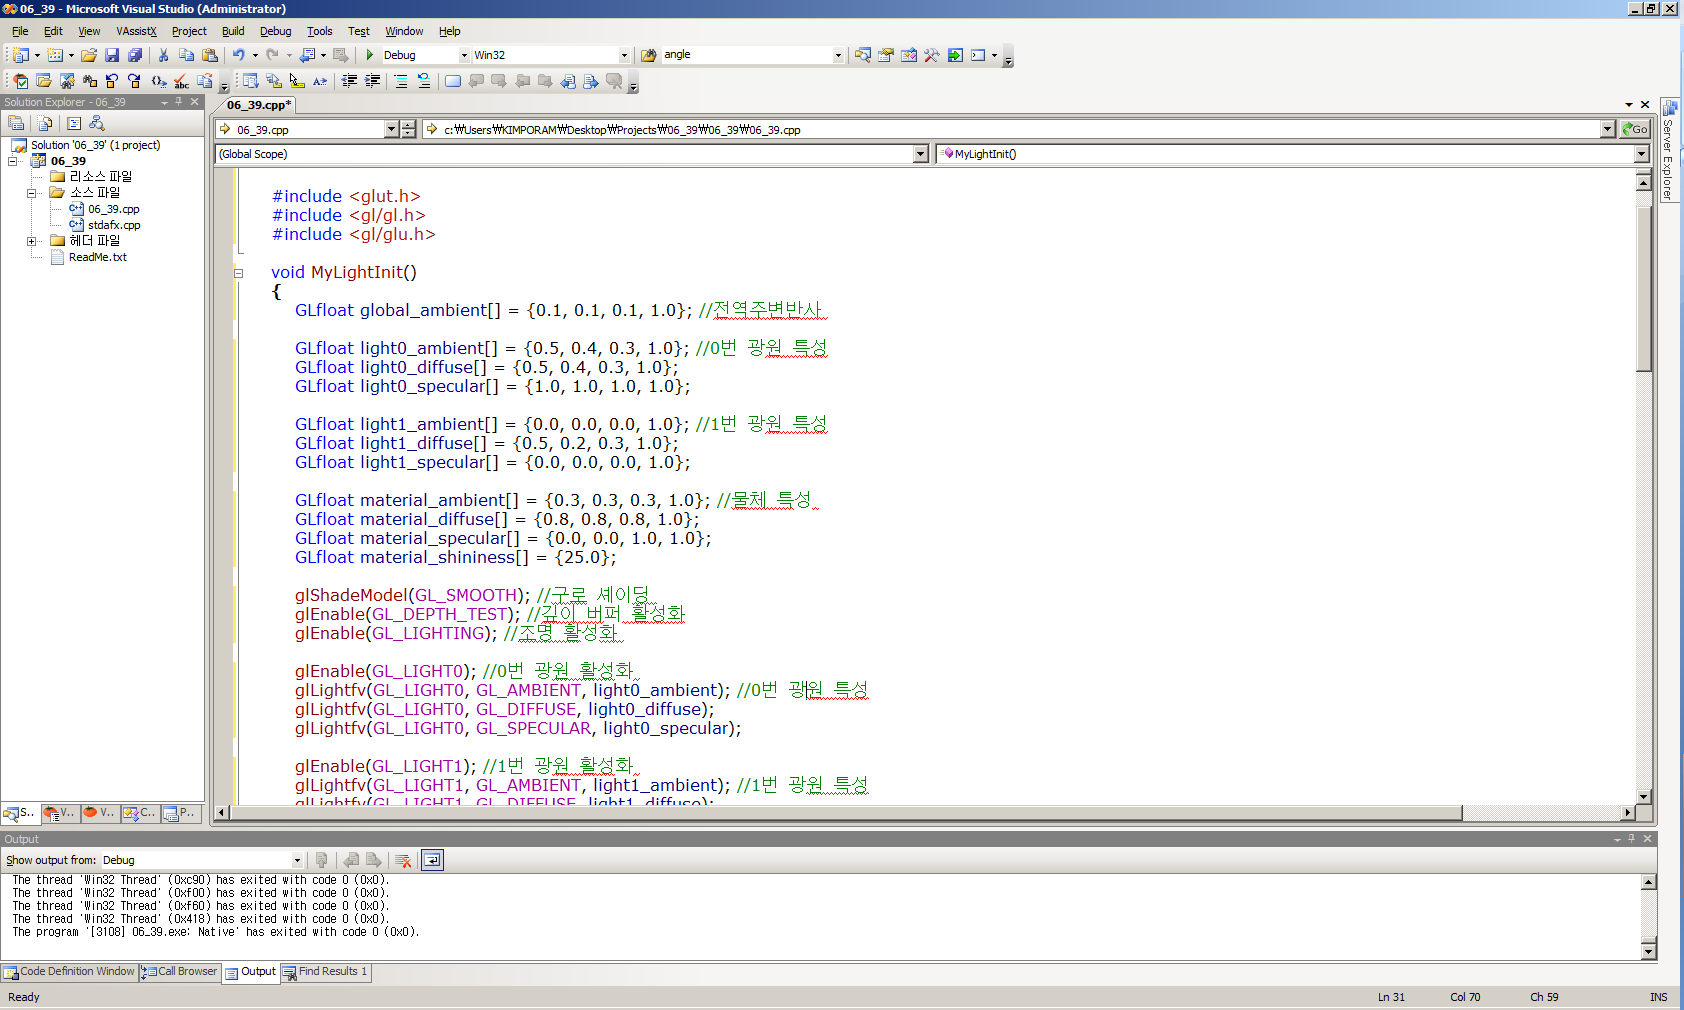 06_39 - Microsoft Visual Studio (Administrator)
File Edit View VAssistX Project Build Debug Tools Test Window Help
Debug Win32 angle
Solution Explorer - 06_39
06_39.cpp*
06_39.cpp
c:₩Users₩KIMPORAM₩Desktop₩Projects₩06_39₩06_39₩06_39.cpp
Go
(Global Scope)
MyLightInit()
Server Explorer
Solution '06_39' (1 project)
06_39
리소스 파일
소스 파일
06_39.cpp
stdafx.cpp
헤더 파일
ReadMe.txt
S.. V.. V.. C.. P..
#include <glut.h>
#include <gl/gl.h>
#include <gl/glu.h>
void MyLightInit()
{
GLfloat global_ambient[] = {0.1, 0.1, 0.1, 1.0}; //전역주변반사
GLfloat light0_ambient[] = {0.5, 0.4, 0.3, 1.0}; //0번 광원 특성
GLfloat light0_diffuse[] = {0.5, 0.4, 0.3, 1.0};
GLfloat light0_specular[] = {1.0, 1.0, 1.0, 1.0};
GLfloat light1_ambient[] = {0.0, 0.0, 0.0, 1.0}; //1번 광원 특성
GLfloat light1_diffuse[] = {0.5, 0.2, 0.3, 1.0};
GLfloat light1_specular[] = {0.0, 0.0, 0.0, 1.0};
GLfloat material_ambient[] = {0.3, 0.3, 0.3, 1.0}; //물체 특성
GLfloat material_diffuse[] = {0.8, 0.8, 0.8, 1.0};
GLfloat material_specular[] = {0.0, 0.0, 1.0, 1.0};
GLfloat material_shininess[] = {25.0};
glShadeModel(GL_SMOOTH); //구로 셰이딩
glEnable(GL_DEPTH_TEST); //깊이 버퍼 활성화
glEnable(GL_LIGHTING); //조명 활성화
glEnable(GL_LIGHT0); //0번 광원 활성화
glLightfv(GL_LIGHT0, GL_AMBIENT, light0_ambient); //0번 광원 특성
glLightfv(GL_LIGHT0, GL_DIFFUSE, light0_diffuse);
glLightfv(GL_LIGHT0, GL_SPECULAR, light0_specular);
glEnable(GL_LIGHT1); //1번 광원 활성화
glLightfv(GL_LIGHT1, GL_AMBIENT, light1_ambient); //1번 광원 특성
glLightfv(GL_LIGHT1, GL_DIFFUSE, light1_diffuse);
Output
Show output from: Debug
The thread 'Win32 Thread' (0xc90) has exited with code 0 (0x0).
The thread 'Win32 Thread' (0xf00) has exited with code 0 (0x0).
The thread 'Win32 Thread' (0xf60) has exited with code 0 (0x0).
The thread 'Win32 Thread' (0x418) has exited with code 0 (0x0).
The program '[3108] 06_39.exe: Native' has exited with code 0 (0x0).
Code Definition Window Call Browser Output Find Results 1
Ready Ln 31 Col 70 Ch 59 INS